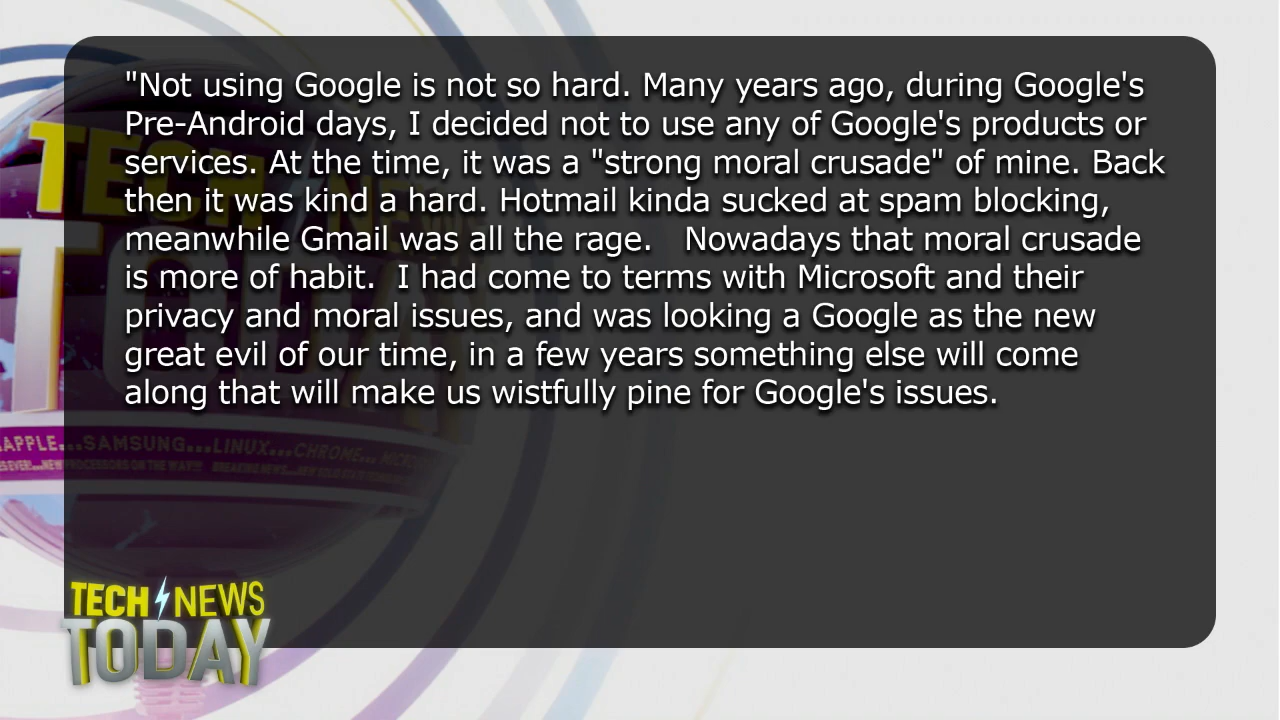 "Not using Google is not so hard. Many years ago, during Google's
Pre-Android days, I decided not to use any of Google's products or
services. At the time, it was a "strong moral crusade" of mine. Back
then it was kind a hard. Hotmail kinda sucked at spam blocking,
meanwhile Gmail was all the rage.   Nowadays that moral crusade
is more of habit.  I had come to terms with Microsoft and their
privacy and moral issues, and was looking a Google as the new
great evil of our time, in a few years something else will come
along that will make us wistfully pine for Google's issues.
TECH NEWS
TODAY
APPLE...SAMSUNG...LINUX...CHROME...
TECH NEWS
TODAY